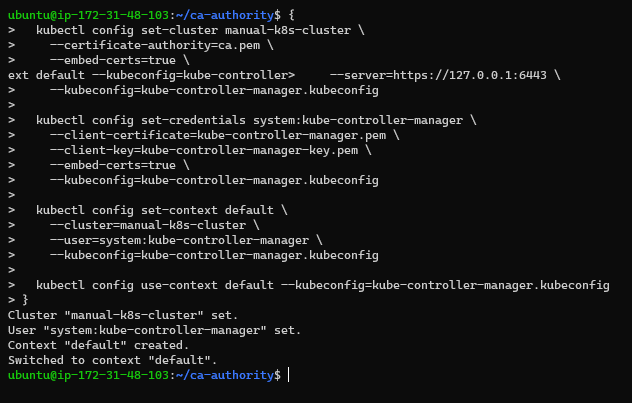 ubuntu@ip-172-31-48-103:~/ca-authority$ {
>   kubectl config set-cluster manual-k8s-cluster \
>     --certificate-authority=ca.pem \
>     --embed-certs=true \
ext default --kubeconfig=kube-controller>     --server=https://127.0.0.1:6443 \
>     --kubeconfig=kube-controller-manager.kubeconfig
>
>   kubectl config set-credentials system:kube-controller-manager \
>     --client-certificate=kube-controller-manager.pem \
>     --client-key=kube-controller-manager-key.pem \
>     --embed-certs=true \
>     --kubeconfig=kube-controller-manager.kubeconfig
>
>   kubectl config set-context default \
>     --cluster=manual-k8s-cluster \
>     --user=system:kube-controller-manager \
>     --kubeconfig=kube-controller-manager.kubeconfig
>
>   kubectl config use-context default --kubeconfig=kube-controller-manager.kubeconfig
> }
Cluster "manual-k8s-cluster" set.
User "system:kube-controller-manager" set.
Context "default" created.
Switched to context "default".
ubuntu@ip-172-31-48-103:~/ca-authority$